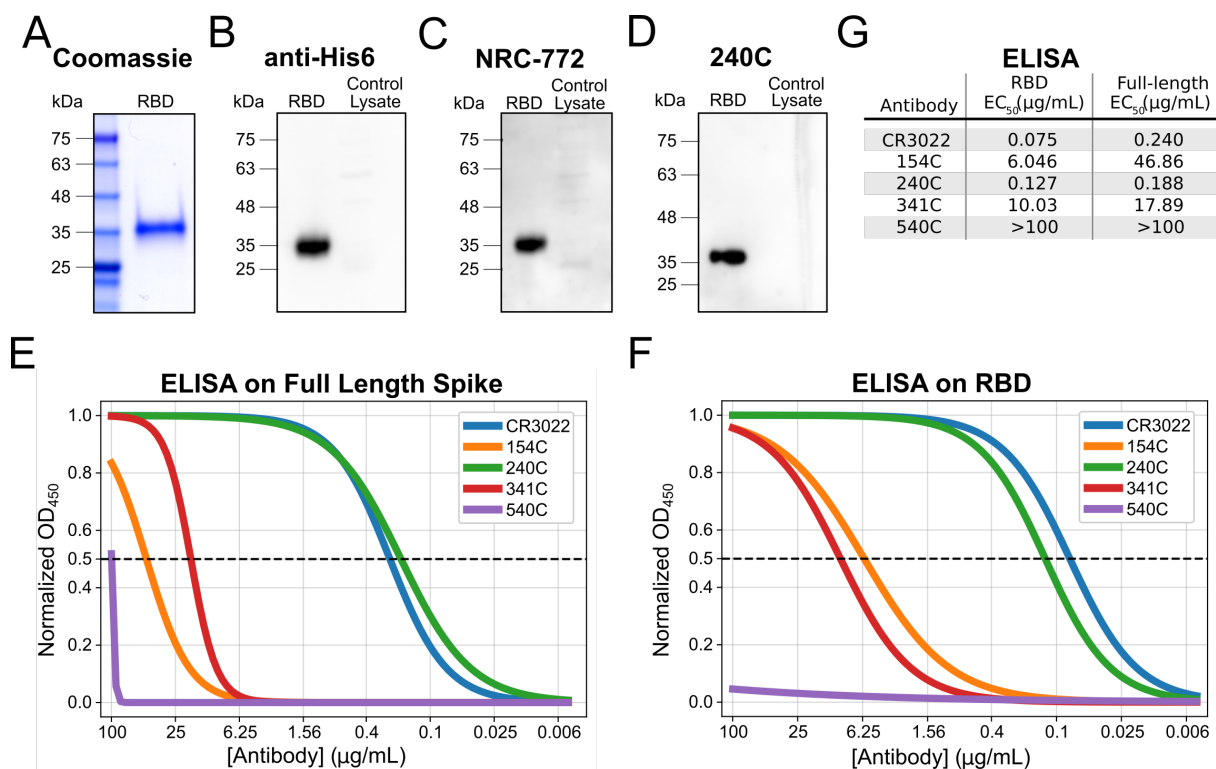 A
Coomassie
kDa
RBD
75
63
48
35
25
B
anti-His6
kDa
RBD
Control
Lysate
75
63
48
35
25
C
NRC-772
kDa
RBD
Control
Lysate
75
63
48
35
25
D
240C
kDa
RBD
Control
Lysate
75
63
48
35
25
G
ELISA
Antibody RBD EC50(µg/mL) Full-length EC50(µg/mL)
CR3022 0.075 0.240
154C 6.046 46.86
240C 0.127 0.188
341C 10.03 17.89
540C >100 >100
E
ELISA on Full Length Spike
Normalized OD450
1.0
0.8
0.6
0.5
0.4
0.2
0.0
CR3022
154C
240C
341C
540C
100 25 6.25 1.56 0.4 0.1 0.025 0.006
[Antibody] (µg/mL)
F
ELISA on RBD
Normalized OD450
1.0
0.8
0.6
0.5
0.4
0.2
0.0
CR3022
154C
240C
341C
540C
100 25 6.25 1.56 0.4 0.1 0.025 0.006
[Antibody] (µg/mL)